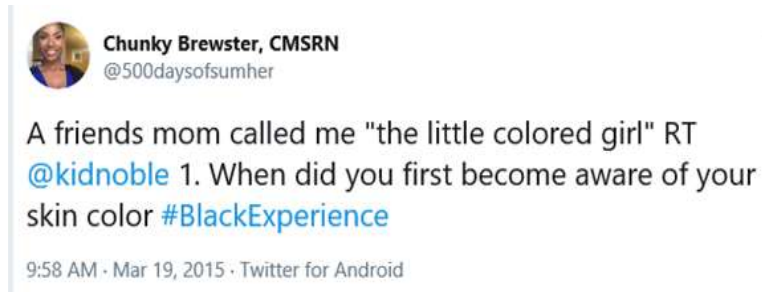 Chunky Brewster, CMSRN
@500daysofsumher
A friends mom called me "the little colored girl" RT
@kidnoble 1. When did you first become aware of your
skin color #BlackExperience
9:58 AM · Mar 19, 2015 · Twitter for Android